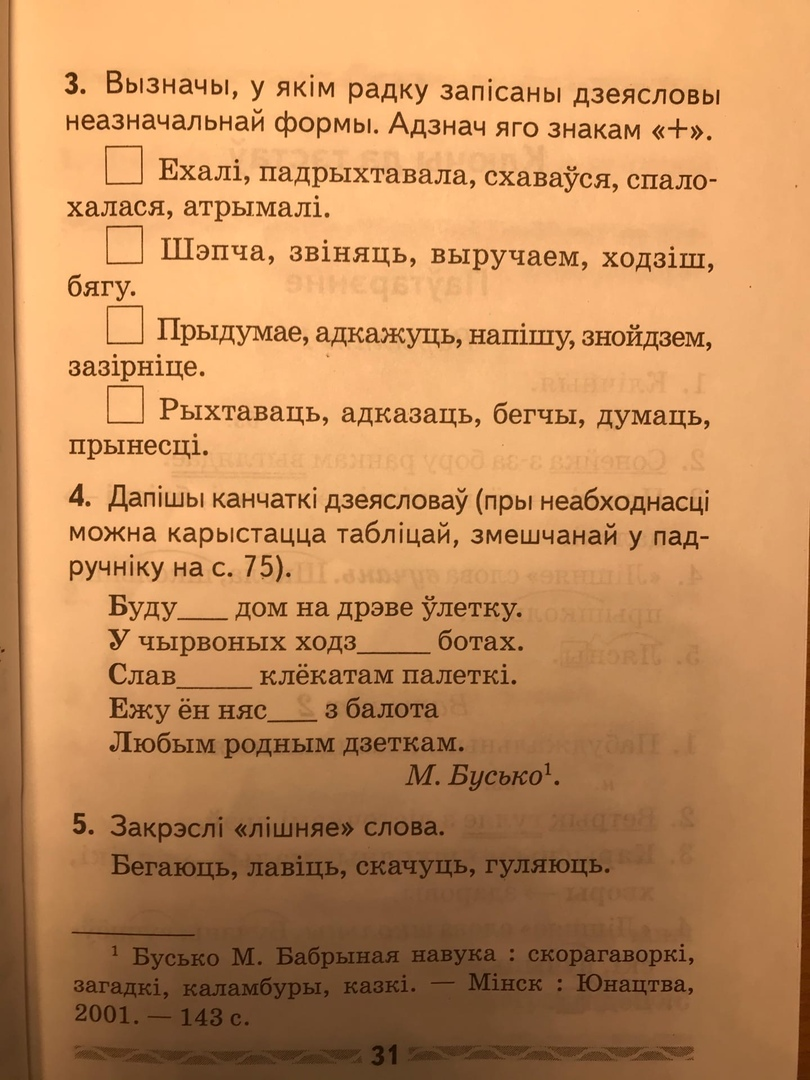 3. Вызначы, у якім радку запісаны дзеясловы
неазначальнай формы. Адзнач яго знакам «+».
Ехалі, падрыхтавала, схаваўся, спало-
халася, атрымалі.
Шэпча, звіняць, выручаем, ходзіш,
бягу.
Прыдумае, адкажуць, напішу, знойдзем,
зазірніце.
Рыхтаваць, адказаць, бегчы, думаць,
прынесці.
4. Дапішы канчаткі дзеясловаў (пры неабходнасці
можна карыстацца табліцай, змешчанай у пад-
ручніку на с. 75).
Буду___ дом на дрэве ўлетку.
У чырвоных ходз____ ботах.
Слав____ клёкатам палеткі.
Ежу ён няс___ з балота
Любым родным дзеткам.
М. Бусько¹.
5. Закрэслі «лішняе» слова.
Бегаюць, лавіць, скачуць, гуляюць.
¹ Бусько М. Бабрыная навука : скорагаворкі,
загадкі, каламбуры, казкі. — Мінск : Юнацтва,
2001. — 143 с.
31